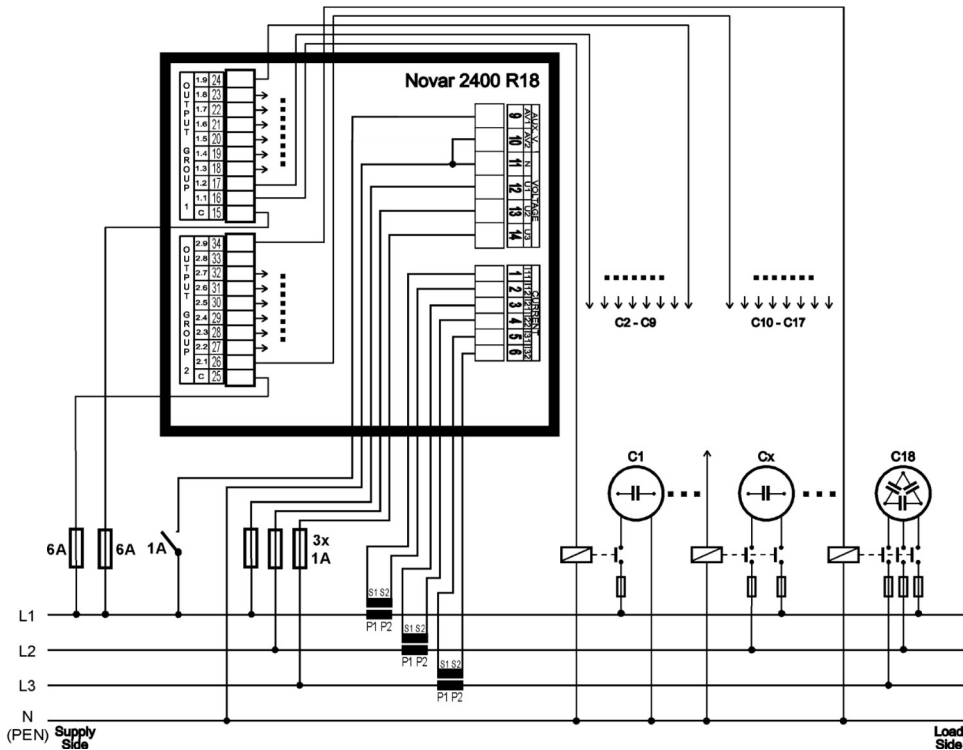 Novar 2400 R18
OUTPUT GROUP 1
1.9 24
1.8 23
1.7 22
1.6 21
1.5 20
1.4 19
1.3 18
1.2 17
1.1 16
C 15
OUTPUT GROUP 2
2.9 34
2.8 33
2.7 32
2.6 31
2.5 30
2.4 29
2.3 28
2.2 27
2.1 26
C 25
AUX. V.
9 AV1
10 AV2
VOLTAGE
11 N
12 U1
13 U2
14 U3
CURRENT
1 I11
2 I12
3 I21
4 I22
5 I31
6 I32
C2 - C9
C10 - C17
C1
Cx
C18
6A
6A
1A
3x
1A
S1 S2
P1 P2
S1 S2
P1 P2
S1 S2
P1 P2
L1
L2
L3
N
(PEN)
Supply
Side
Load
Side